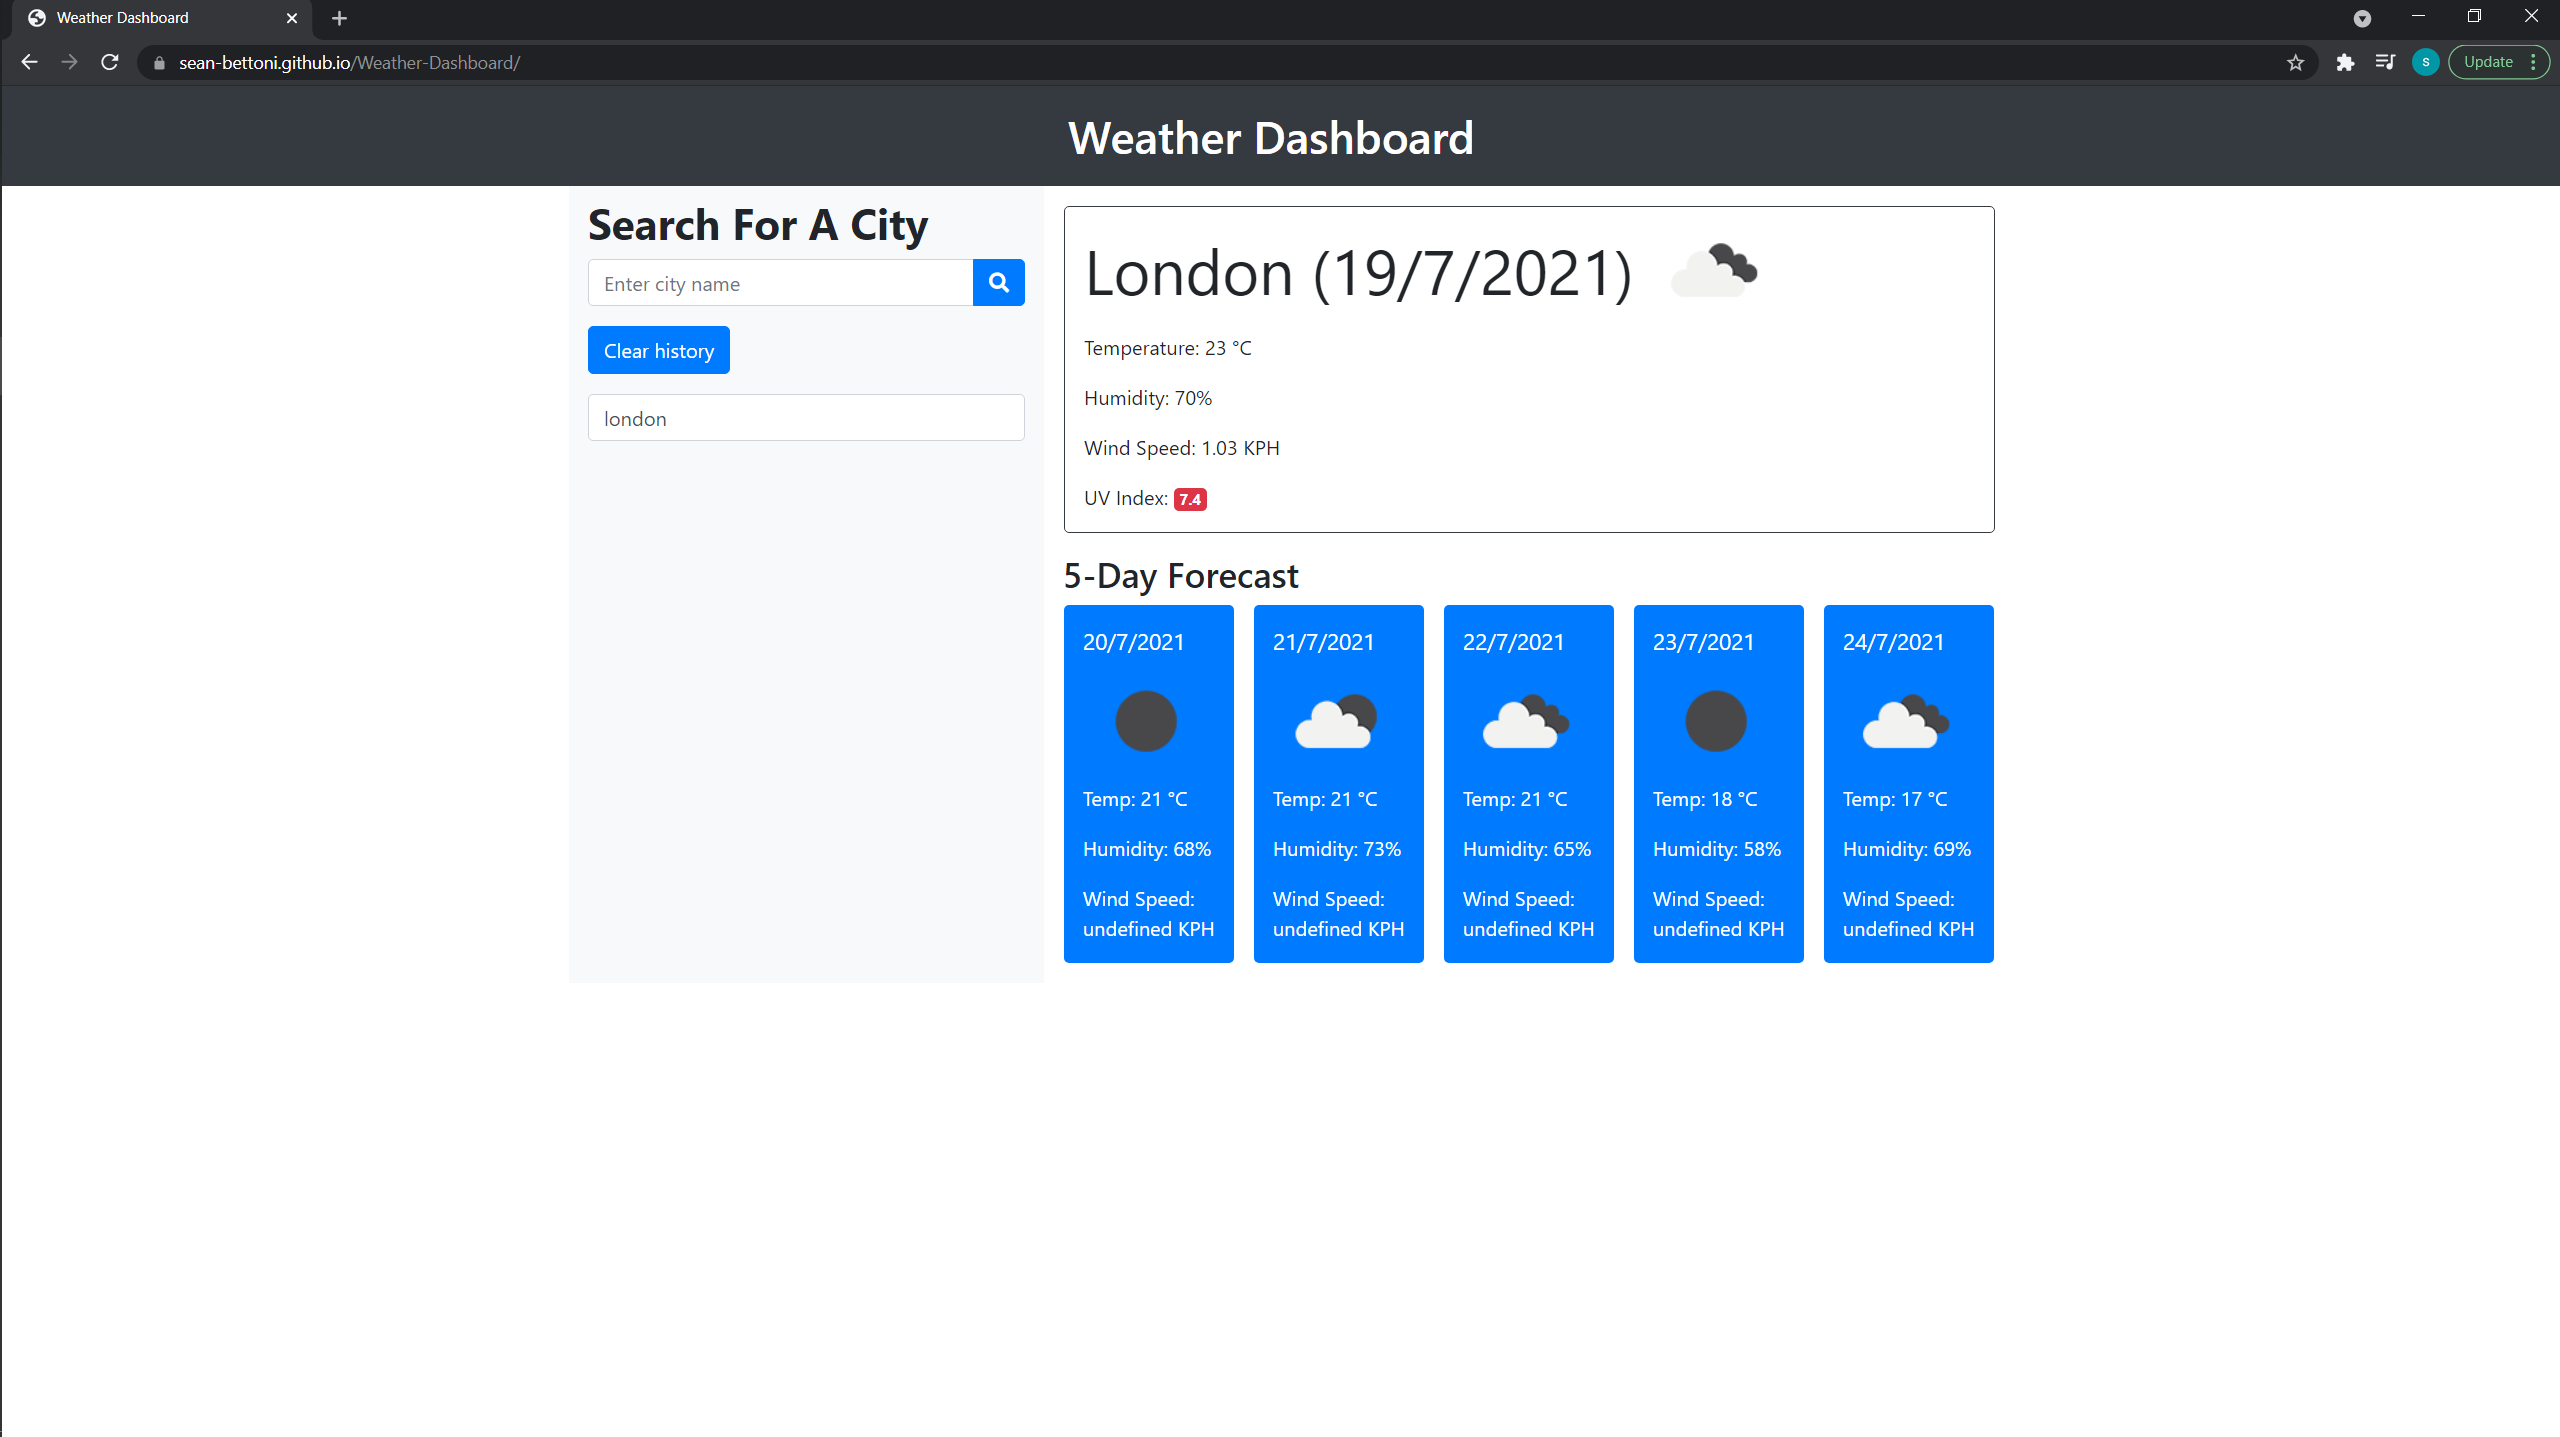 Weather Dashboard
sean-bettoni.github.io/Weather-Dashboard/
S
Update
Weather Dashboard
Search For A City
Enter city name
Clear history
london
London (19/7/2021)
Temperature: 23 °C
Humidity: 70%
Wind Speed: 1.03 KPH
UV Index: 7.4
5-Day Forecast
20/7/2021
Temp: 21 °C
Humidity: 68%
Wind Speed:
undefined KPH
21/7/2021
Temp: 21 °C
Humidity: 73%
Wind Speed:
undefined KPH
22/7/2021
Temp: 21 °C
Humidity: 65%
Wind Speed:
undefined KPH
23/7/2021
Temp: 18 °C
Humidity: 58%
Wind Speed:
undefined KPH
24/7/2021
Temp: 17 °C
Humidity: 69%
Wind Speed:
undefined KPH